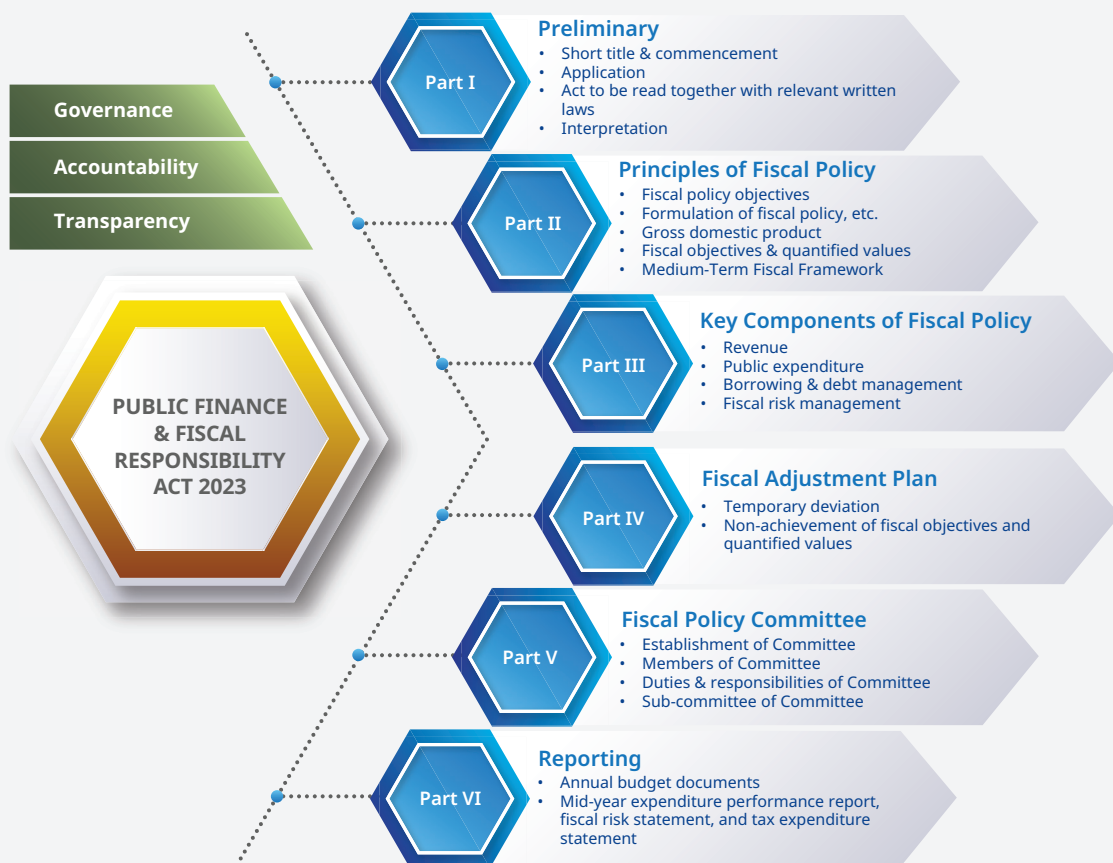 Governance
Accountability
Transparency
PUBLIC FINANCE
& FISCAL
RESPONSIBILITY
ACT 2023
Part I
Preliminary
• Short title & commencement
• Application
• Act to be read together with relevant written
laws
• Interpretation
Part II
Principles of Fiscal Policy
• Fiscal policy objectives
• Formulation of fiscal policy, etc.
• Gross domestic product
• Fiscal objectives & quantified values
• Medium-Term Fiscal Framework
Part III
Key Components of Fiscal Policy
• Revenue
• Public expenditure
• Borrowing & debt management
• Fiscal risk management
Part IV
Fiscal Adjustment Plan
• Temporary deviation
• Non-achievement of fiscal objectives and
quantified values
Part V
Fiscal Policy Committee
• Establishment of Committee
• Members of Committee
• Duties & responsibilities of Committee
• Sub-committee of Committee
Part VI
Reporting
• Annual budget documents
• Mid-year expenditure performance report,
fiscal risk statement, and tax expenditure
statement